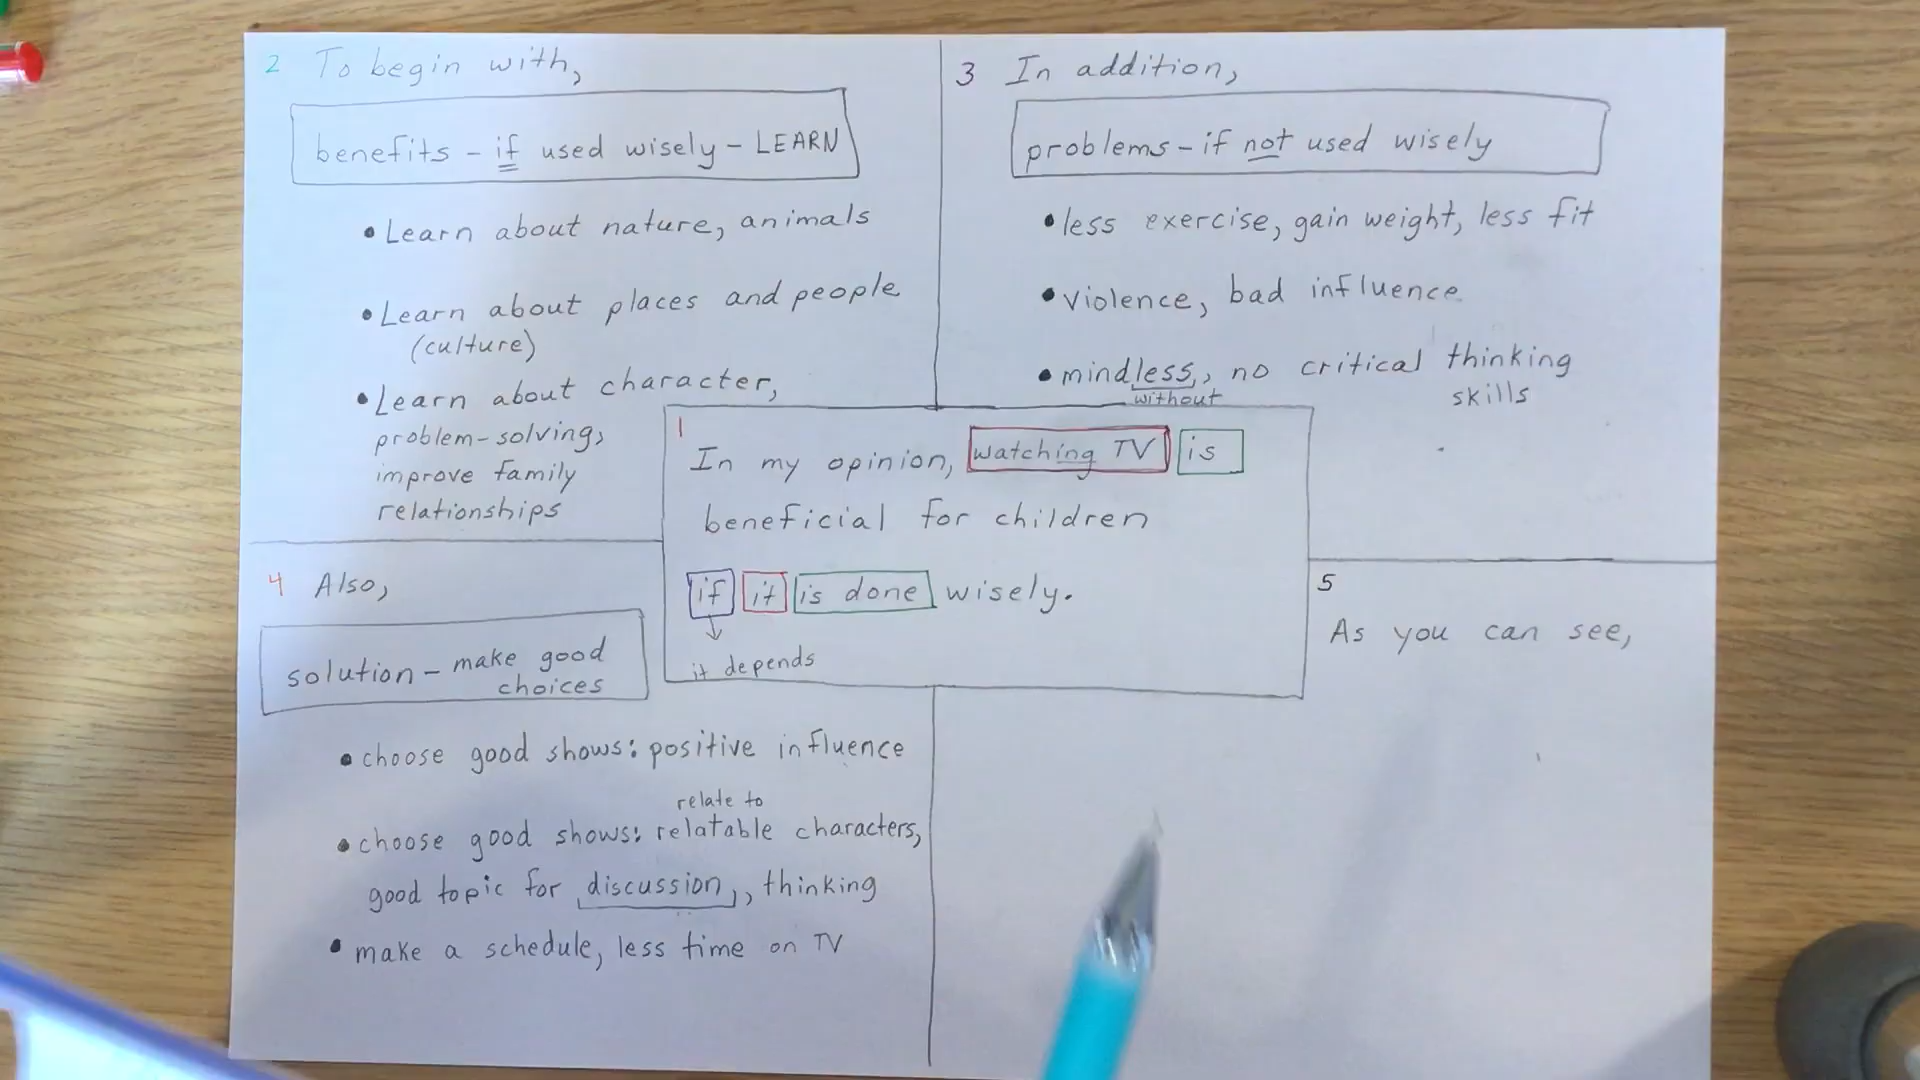 2 To begin with,
benefits - if used wisely - LEARN
• Learn about nature, animals
• Learn about places and people
(culture)
• Learn about character,
problem-solving,
improve family
relationships
3 In addition,
problems - if not used wisely
• less exercise, gain weight, less fit
• violence, bad influence
• mindless, no critical thinking
without skills
1
In my opinion, watching TV is
beneficial for children
if it is done wisely.
it depends
4 Also,
solution - make good
choices
• choose good shows: positive influence
relate to
• choose good shows: relatable characters,
good topic for discussion, thinking
• make a schedule, less time on TV
5
As you can see,